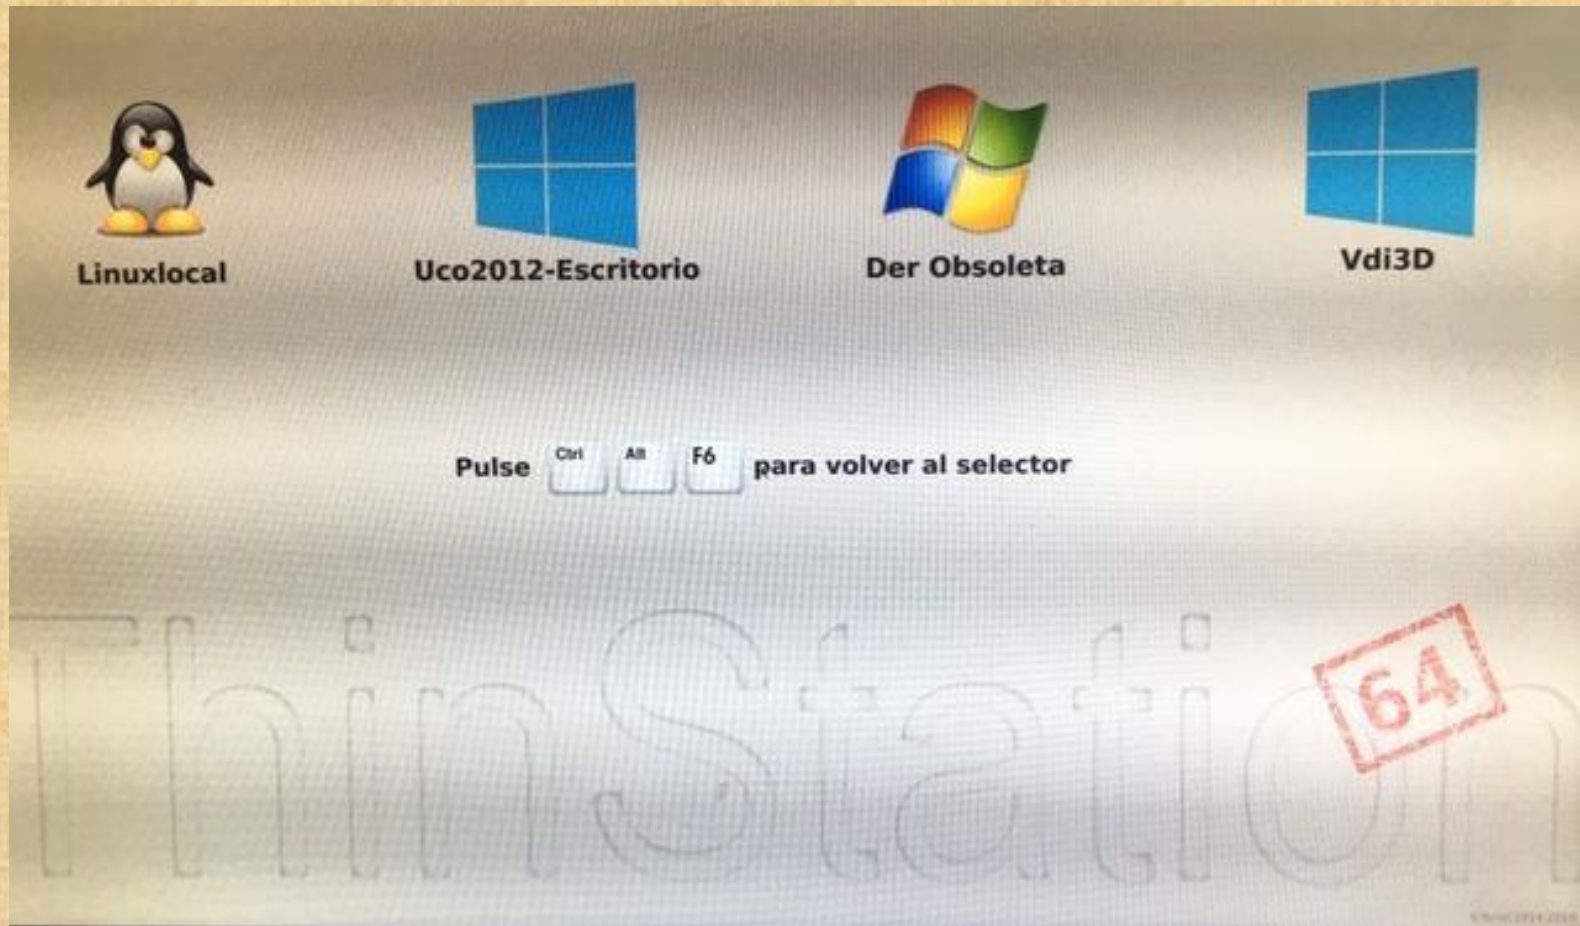 Linuxlocal
Uco2012-Escritorio
Der Obsoleta
Vdi3D
Pulse Ctrl Alt F6 para volver al selector
ThinStation
64